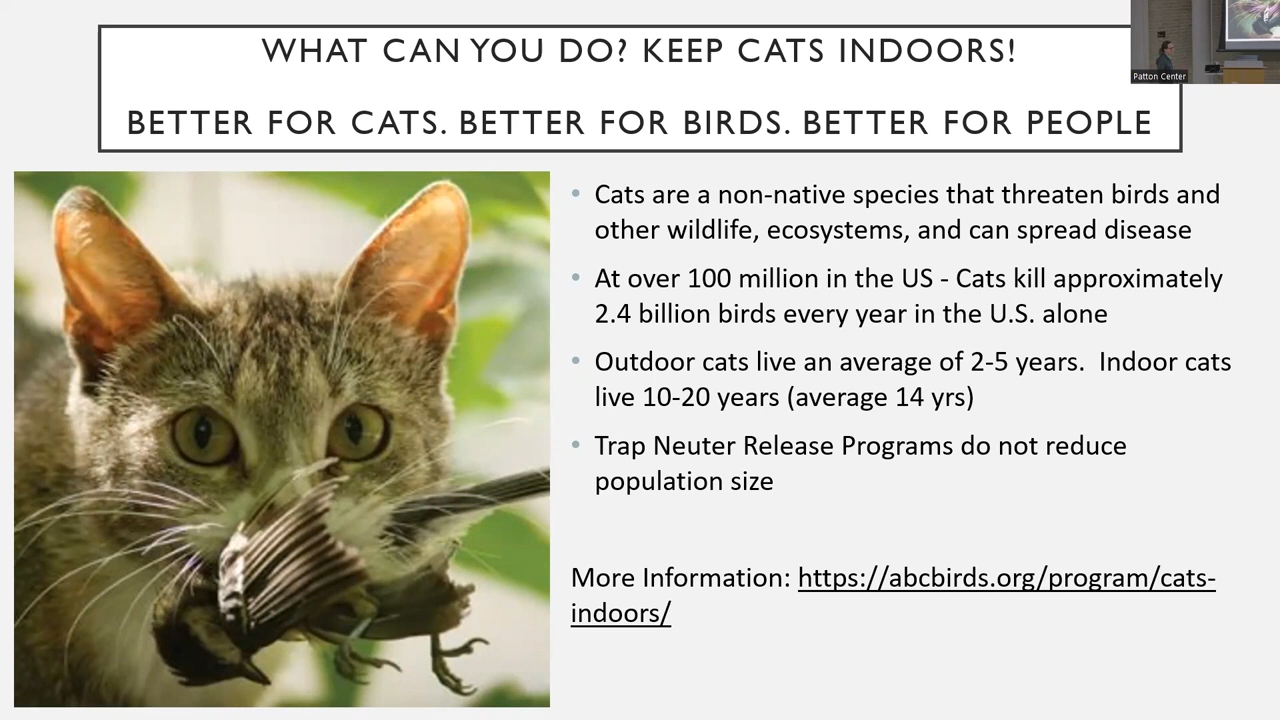 WHAT CAN YOU DO? KEEP CATS INDOORS!
BETTER FOR CATS. BETTER FOR BIRDS. BETTER FOR PEOPLE
Patton Center
• Cats are a non-native species that threaten birds and
other wildlife, ecosystems, and can spread disease
• At over 100 million in the US - Cats kill approximately
2.4 billion birds every year in the U.S. alone
• Outdoor cats live an average of 2-5 years.  Indoor cats
live 10-20 years (average 14 yrs)
• Trap Neuter Release Programs do not reduce
population size
More Information: https://abcbirds.org/program/cats-
indoors/